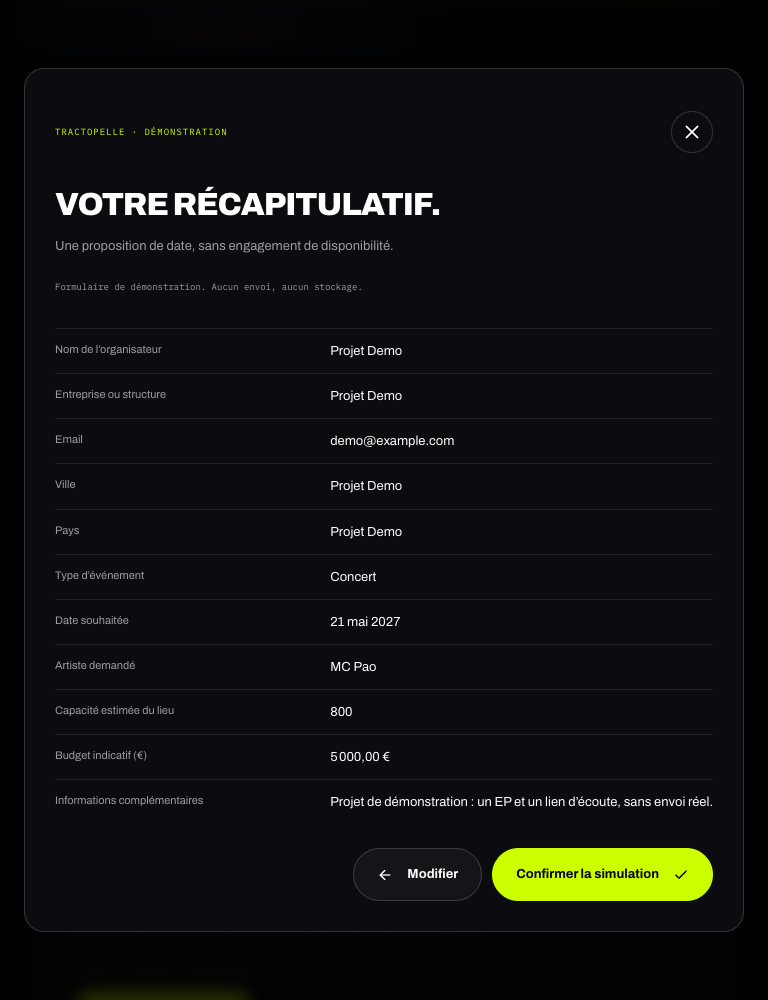 TRACTOPELLE · DÉMONSTRATION
VOTRE RÉCAPITULATIF.
Une proposition de date, sans engagement de disponibilité.
Formulaire de démonstration. Aucun envoi, aucun stockage.
Nom de l’organisateur Projet Demo
Entreprise ou structure Projet Demo
Email demo@example.com
Ville Projet Demo
Pays Projet Demo
Type d’événement Concert
Date souhaitée 21 mai 2027
Artiste demandé MC Pao
Capacité estimée du lieu 800
Budget indicatif (€) 5 000,00 €
Informations complémentaires Projet de démonstration : un EP et un lien d’écoute, sans envoi réel.
Modifier Confirmer la simulation